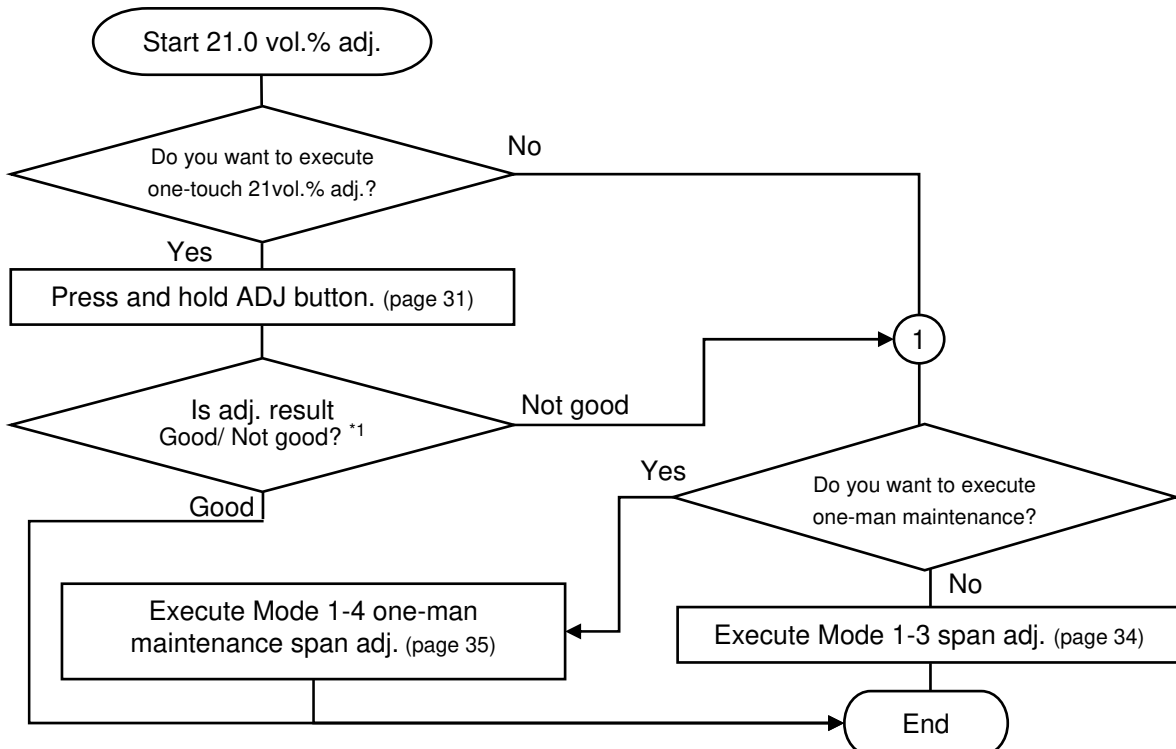 Start 21.0 vol.% adj.
Do you want to execute
one-touch 21vol.% adj.?
No
Yes
Press and hold ADJ button. (page 31)
1
Is adj. result
Good/ Not good? *1
Not good
Good
Yes
Do you want to execute
one-man maintenance?
No
Execute Mode 1-4 one-man
maintenance span adj. (page 35)
Execute Mode 1-3 span adj. (page 34)
End